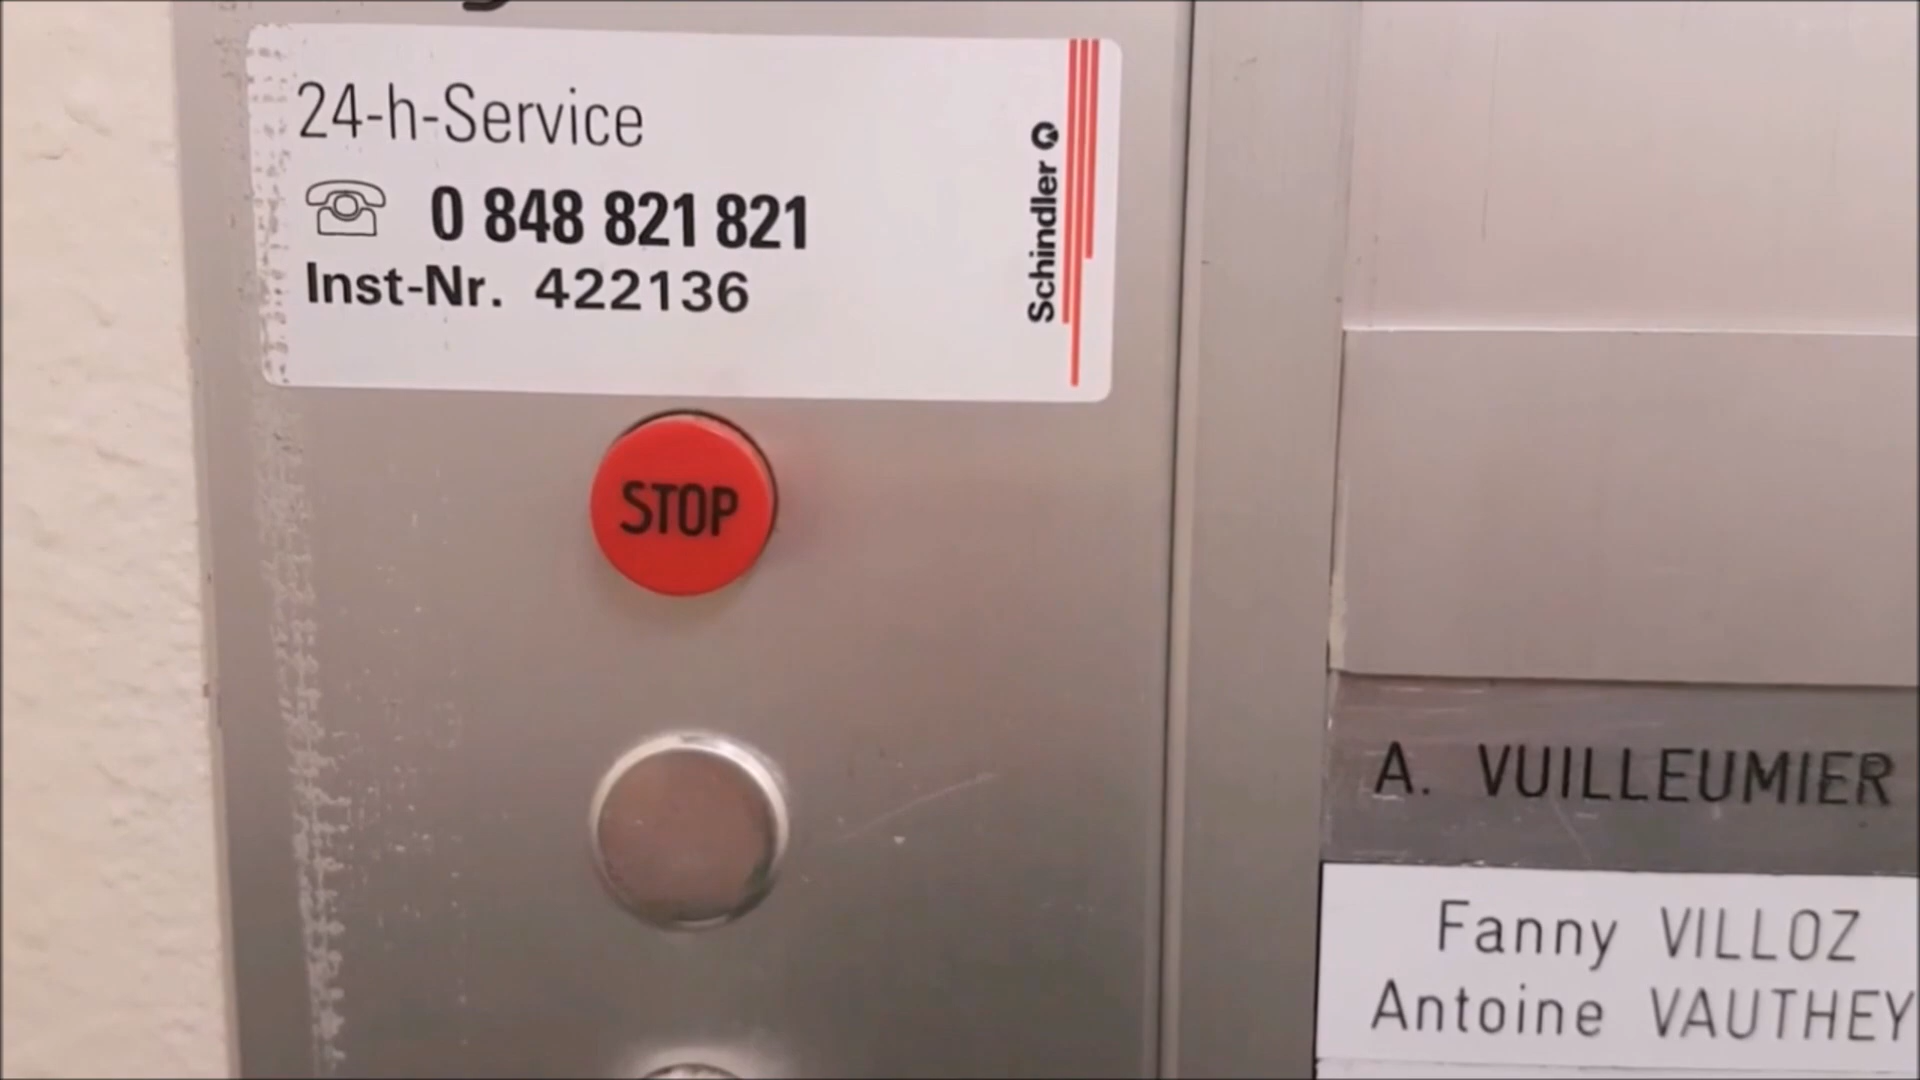 24-h-Service
0 848 821 821
Inst-Nr. 422136
Schindler
STOP
A. VUILLEUMIER
Fanny VILLOZ
Antoine VAUTHEY